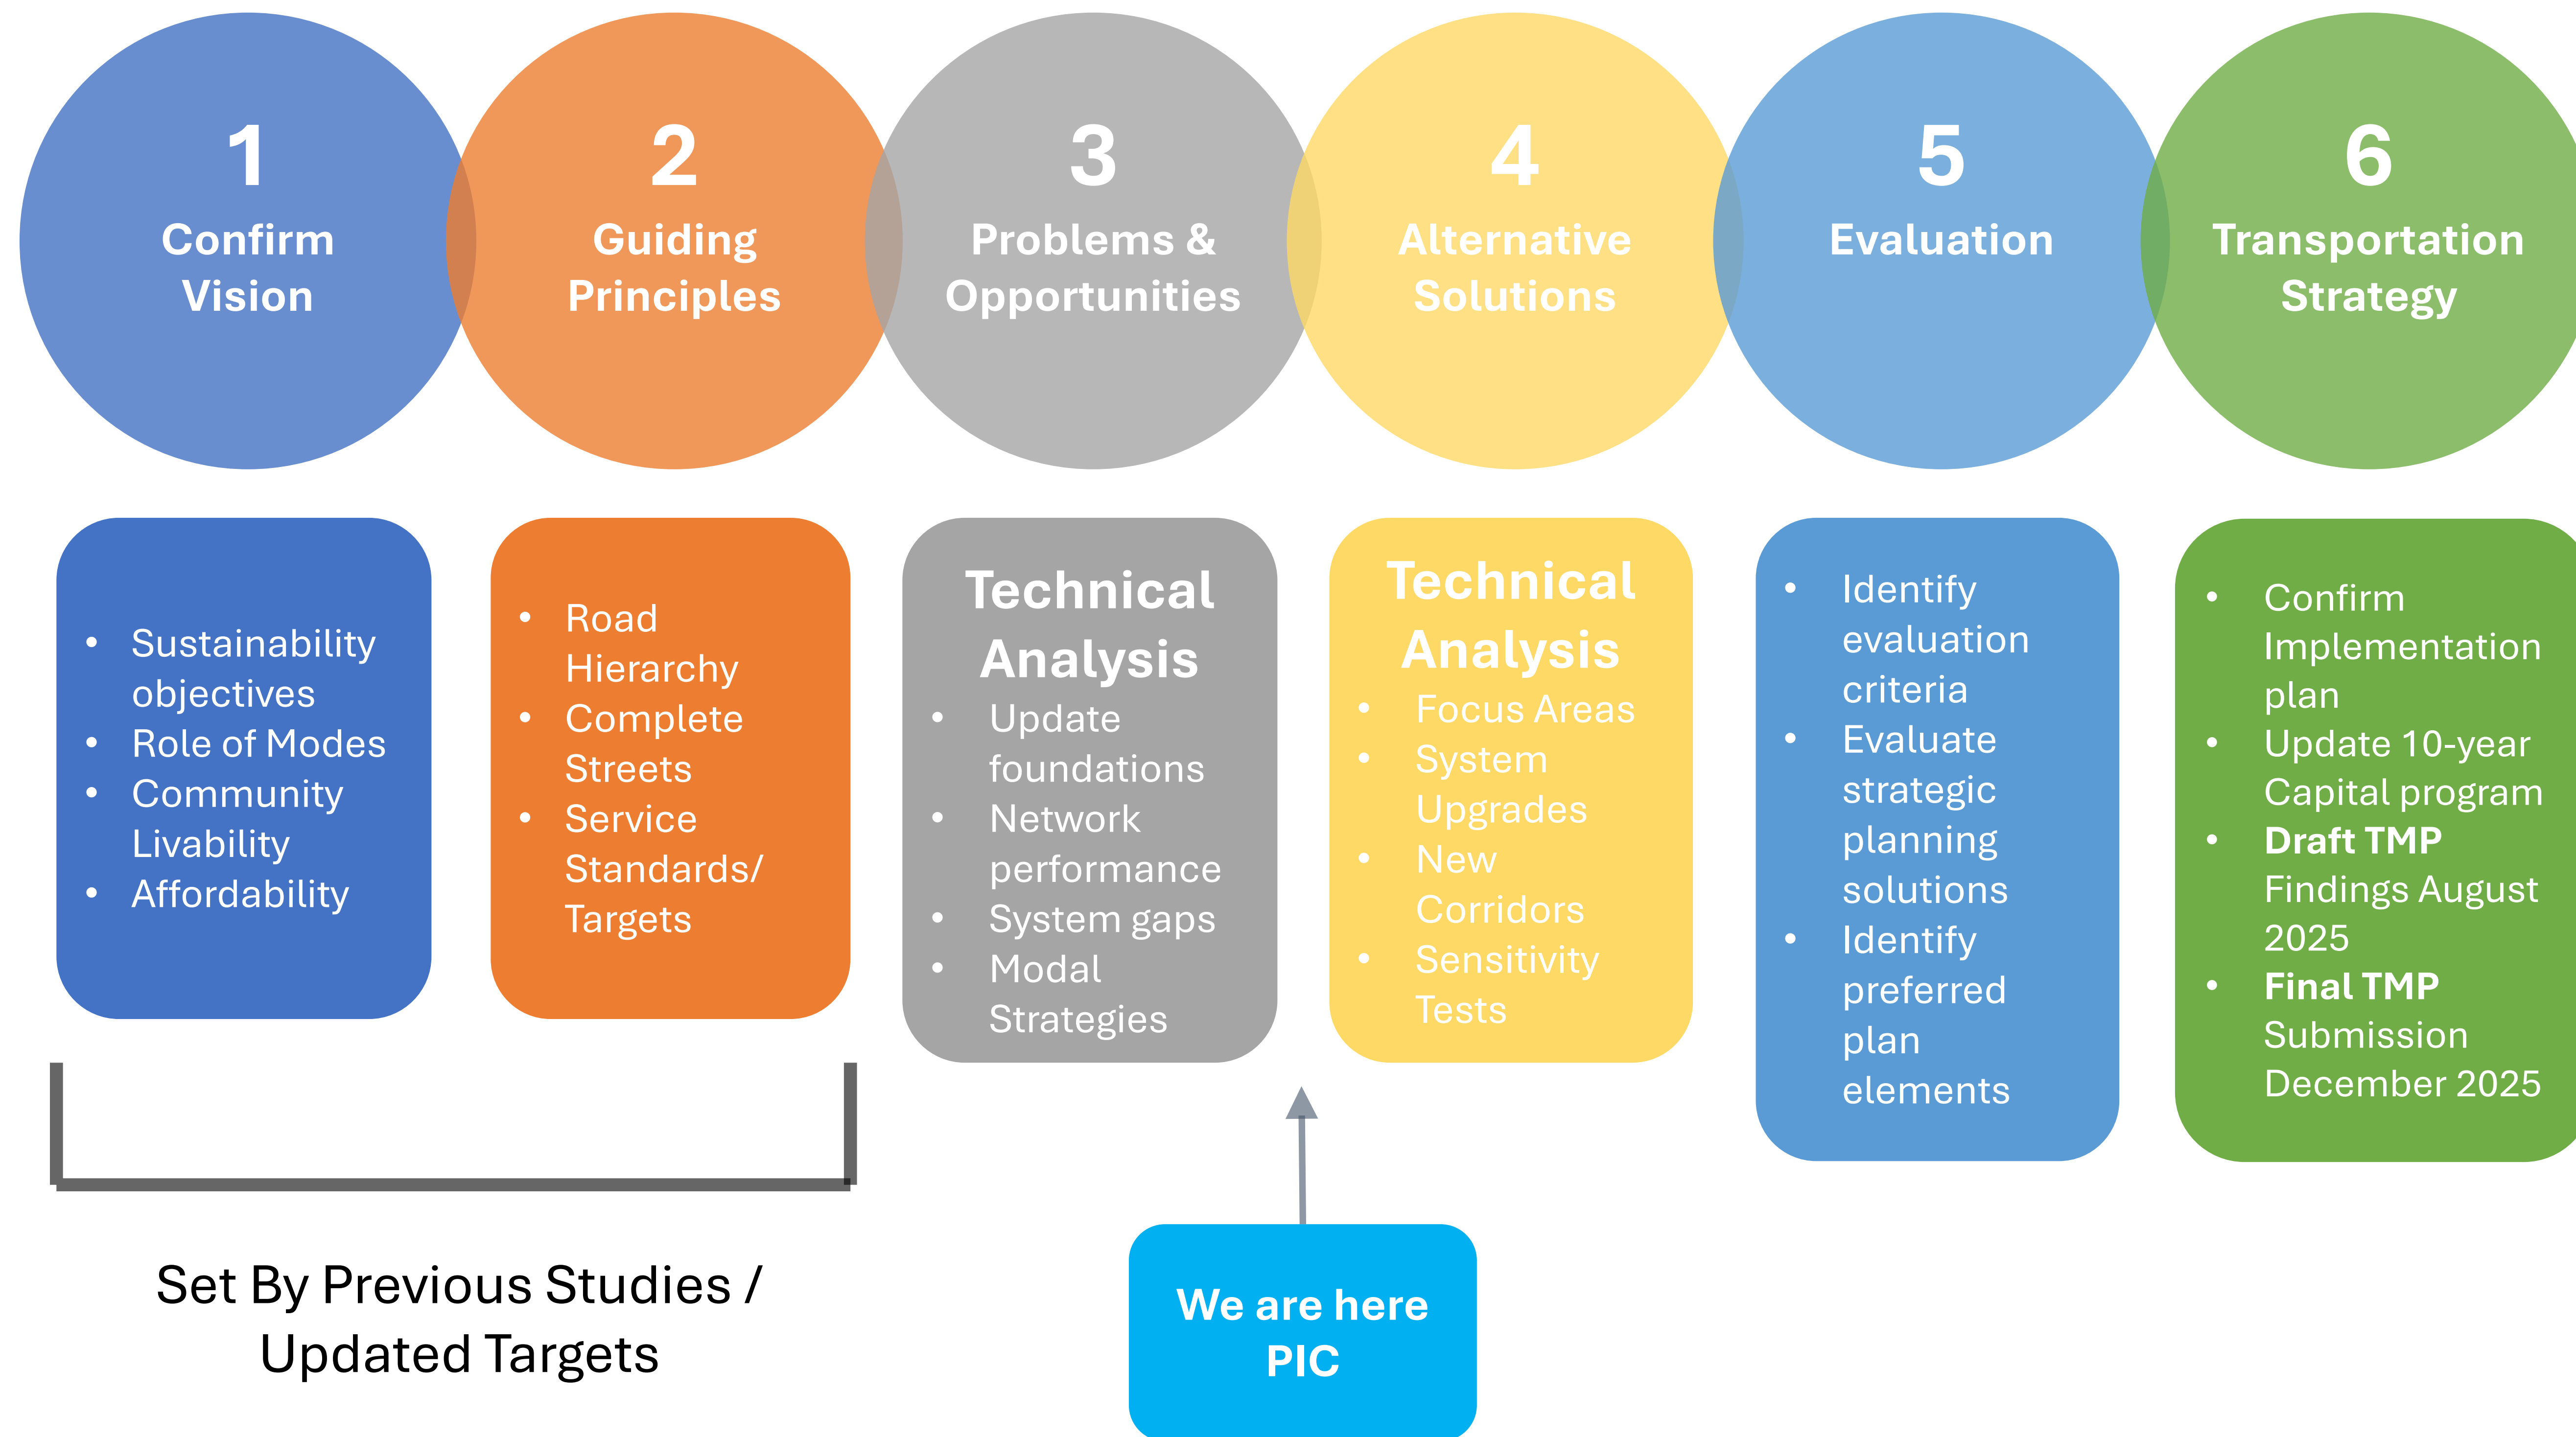 1
Confirm
Vision
2
Guiding
Principles
3
Problems &
Opportunities
4
Alternative
Solutions
5
Evaluation
6
Transportation
Strategy
• Sustainability
objectives
• Role of Modes
• Community
Livability
• Affordability
• Road
Hierarchy
• Complete
Streets
• Service
Standards/
Targets
Technical
Analysis
• Update
foundations
• Network
performance
• System gaps
• Modal
Strategies
Technical
Analysis
• Focus Areas
• System
Upgrades
• New
Corridors
• Sensitivity
Tests
• Identify
evaluation
criteria
• Evaluate
strategic
planning
solutions
• Identify
preferred
plan
elements
• Confirm
Implementation
plan
• Update 10-year
Capital program
• Draft TMP
Findings August
2025
• Final TMP
Submission
December 2025
Set By Previous Studies /
Updated Targets
We are here
PIC